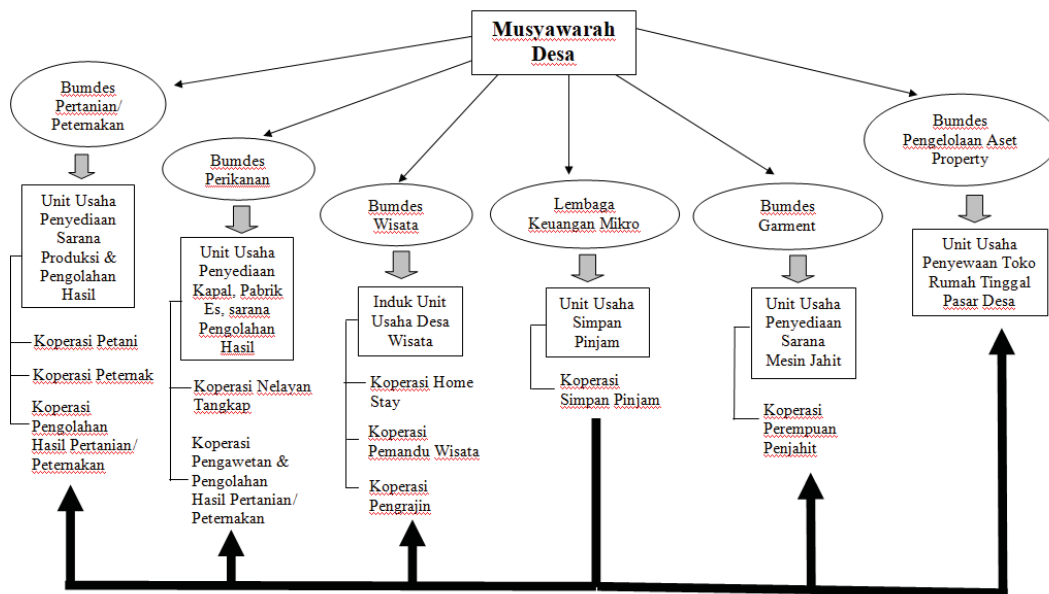 Musyawarah
Desa
Bumdes
Pertanian/
Peternakan
Unit Usaha
Penyediaan
Sarana
Produksi &
Pengolahan
Hasil
Koperasi Petani
Koperasi Peternak
Koperasi
Pengolahan
Hasil Pertanian/
Peternakan
Bumdes
Perikanan
Unit Usaha
Penyediaan
Kapal, Pabrik
Es, sarana
Pengolahan
Hasil
Koperasi Nelayan
Tangkap
Koperasi
Pengawetan &
Pengolahan
Hasil Pertanian/
Peternakan
Bumdes
Wisata
Induk Unit
Usaha Desa
Wisata
Koperasi Home
Stay
Koperasi
Pemandu Wisata
Koperasi
Pengrajin
Lembaga
Keuangan Mikro
Unit Usaha
Simpan
Pinjam
Koperasi
Simpan Pinjam
Bumdes
Garment
Unit Usaha
Penyediaan
Sarana
Mesin Jahit
Koperasi
Perempuan
Penjahit
Bumdes
Pengelolaan Aset
Property
Unit Usaha
Penyewaan Toko
Rumah Tinggal
Pasar Desa